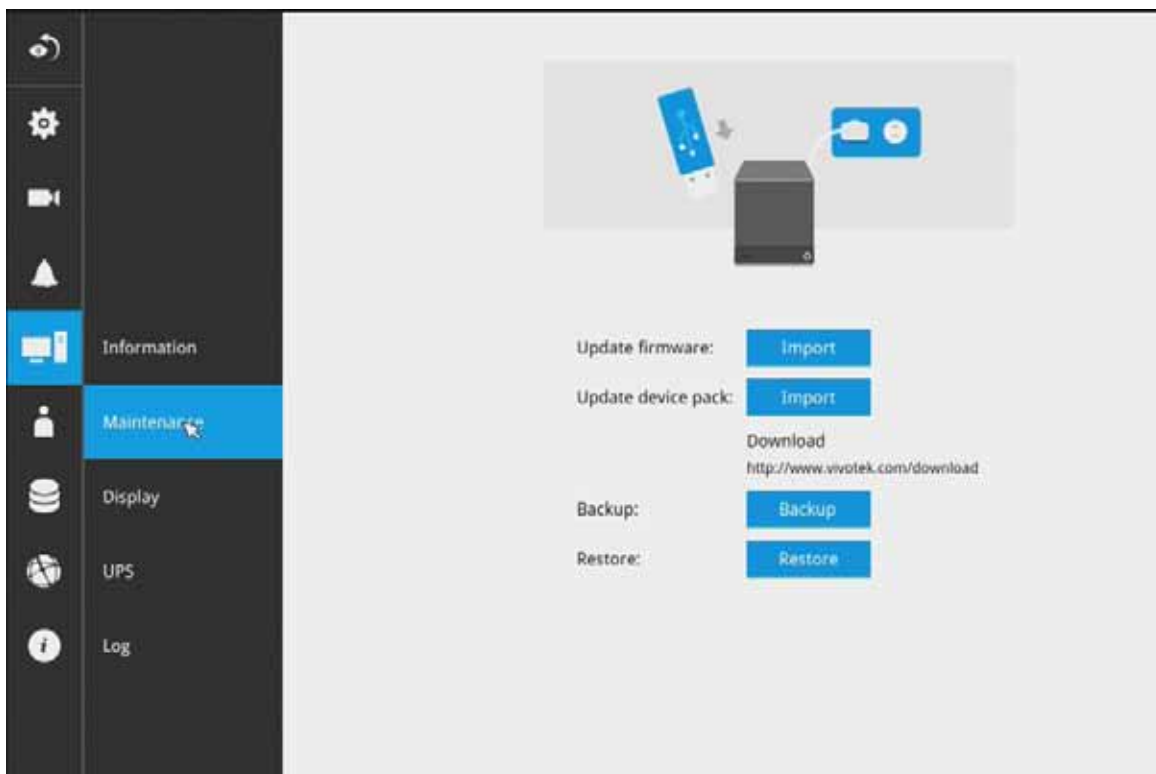 Information
Maintenance
Display
UPS
Log
Update firmware: Import
Update device pack: Import
Download
http://www.vivotek.com/download
Backup: Backup
Restore: Restore